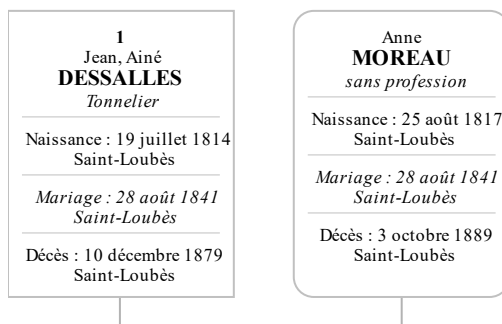 1
Jean, Ainé
DESSALLES
Tonnelier
Naissance : 19 juillet 1814
Saint-Loubès
Mariage : 28 août 1841
Saint-Loubès
Décès : 10 décembre 1879
Saint-Loubès
Anne
MOREAU
sans profession
Naissance : 25 août 1817
Saint-Loubès
Mariage : 28 août 1841
Saint-Loubès
Décès : 3 octobre 1889
Saint-Loubès